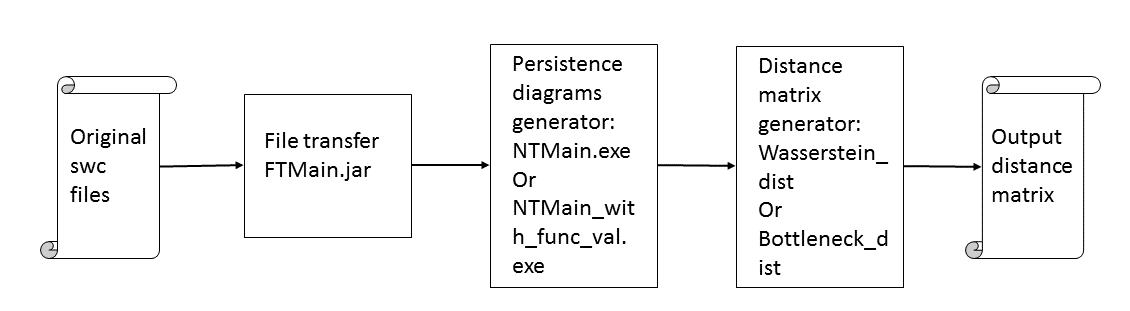 Original
swc
files
File transfer
FTMain.jar
Persistence
diagrams
generator:
NTMain.exe
Or
NTMain_wit
h_func_val.
exe
Distance
matrix
generator:
Wasserstein_
dist
Or
Bottleneck_d
ist
Output
distance
matrix